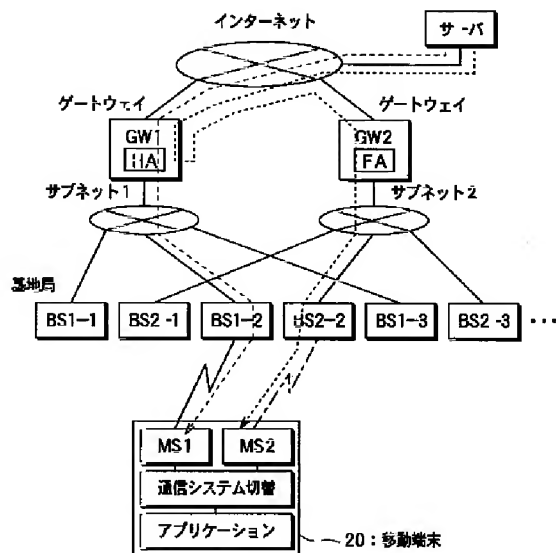 インターネット
サーバ
ゲートウェイ
ゲートウェイ
GW1
HA
GW2
FA
サブネット1
サブネット2
基地局
BS1-1
BS2-1
BS1-2
BS2-2
BS1-3
BS2-3
・・・
MS1
MS2
通信システム切替
アプリケーション
20：移動端末